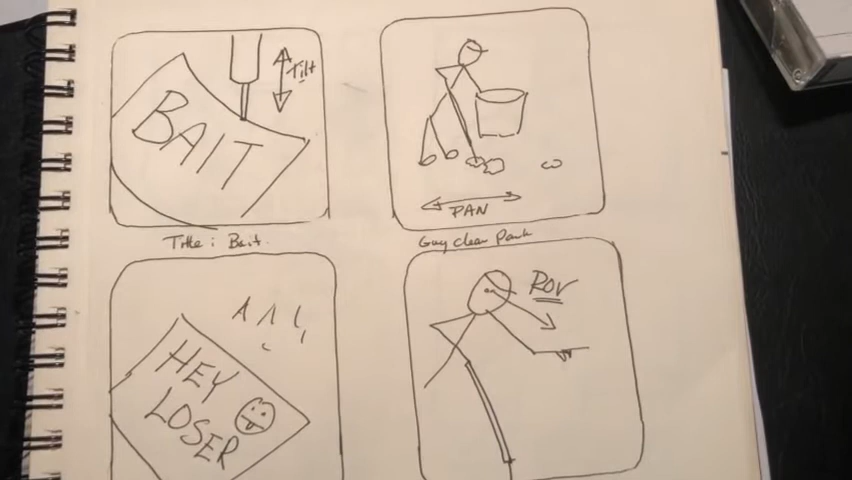 BAIT
Tilt
PAN
Title : Bait.
Guy clean park
HEY
LOSER
POV